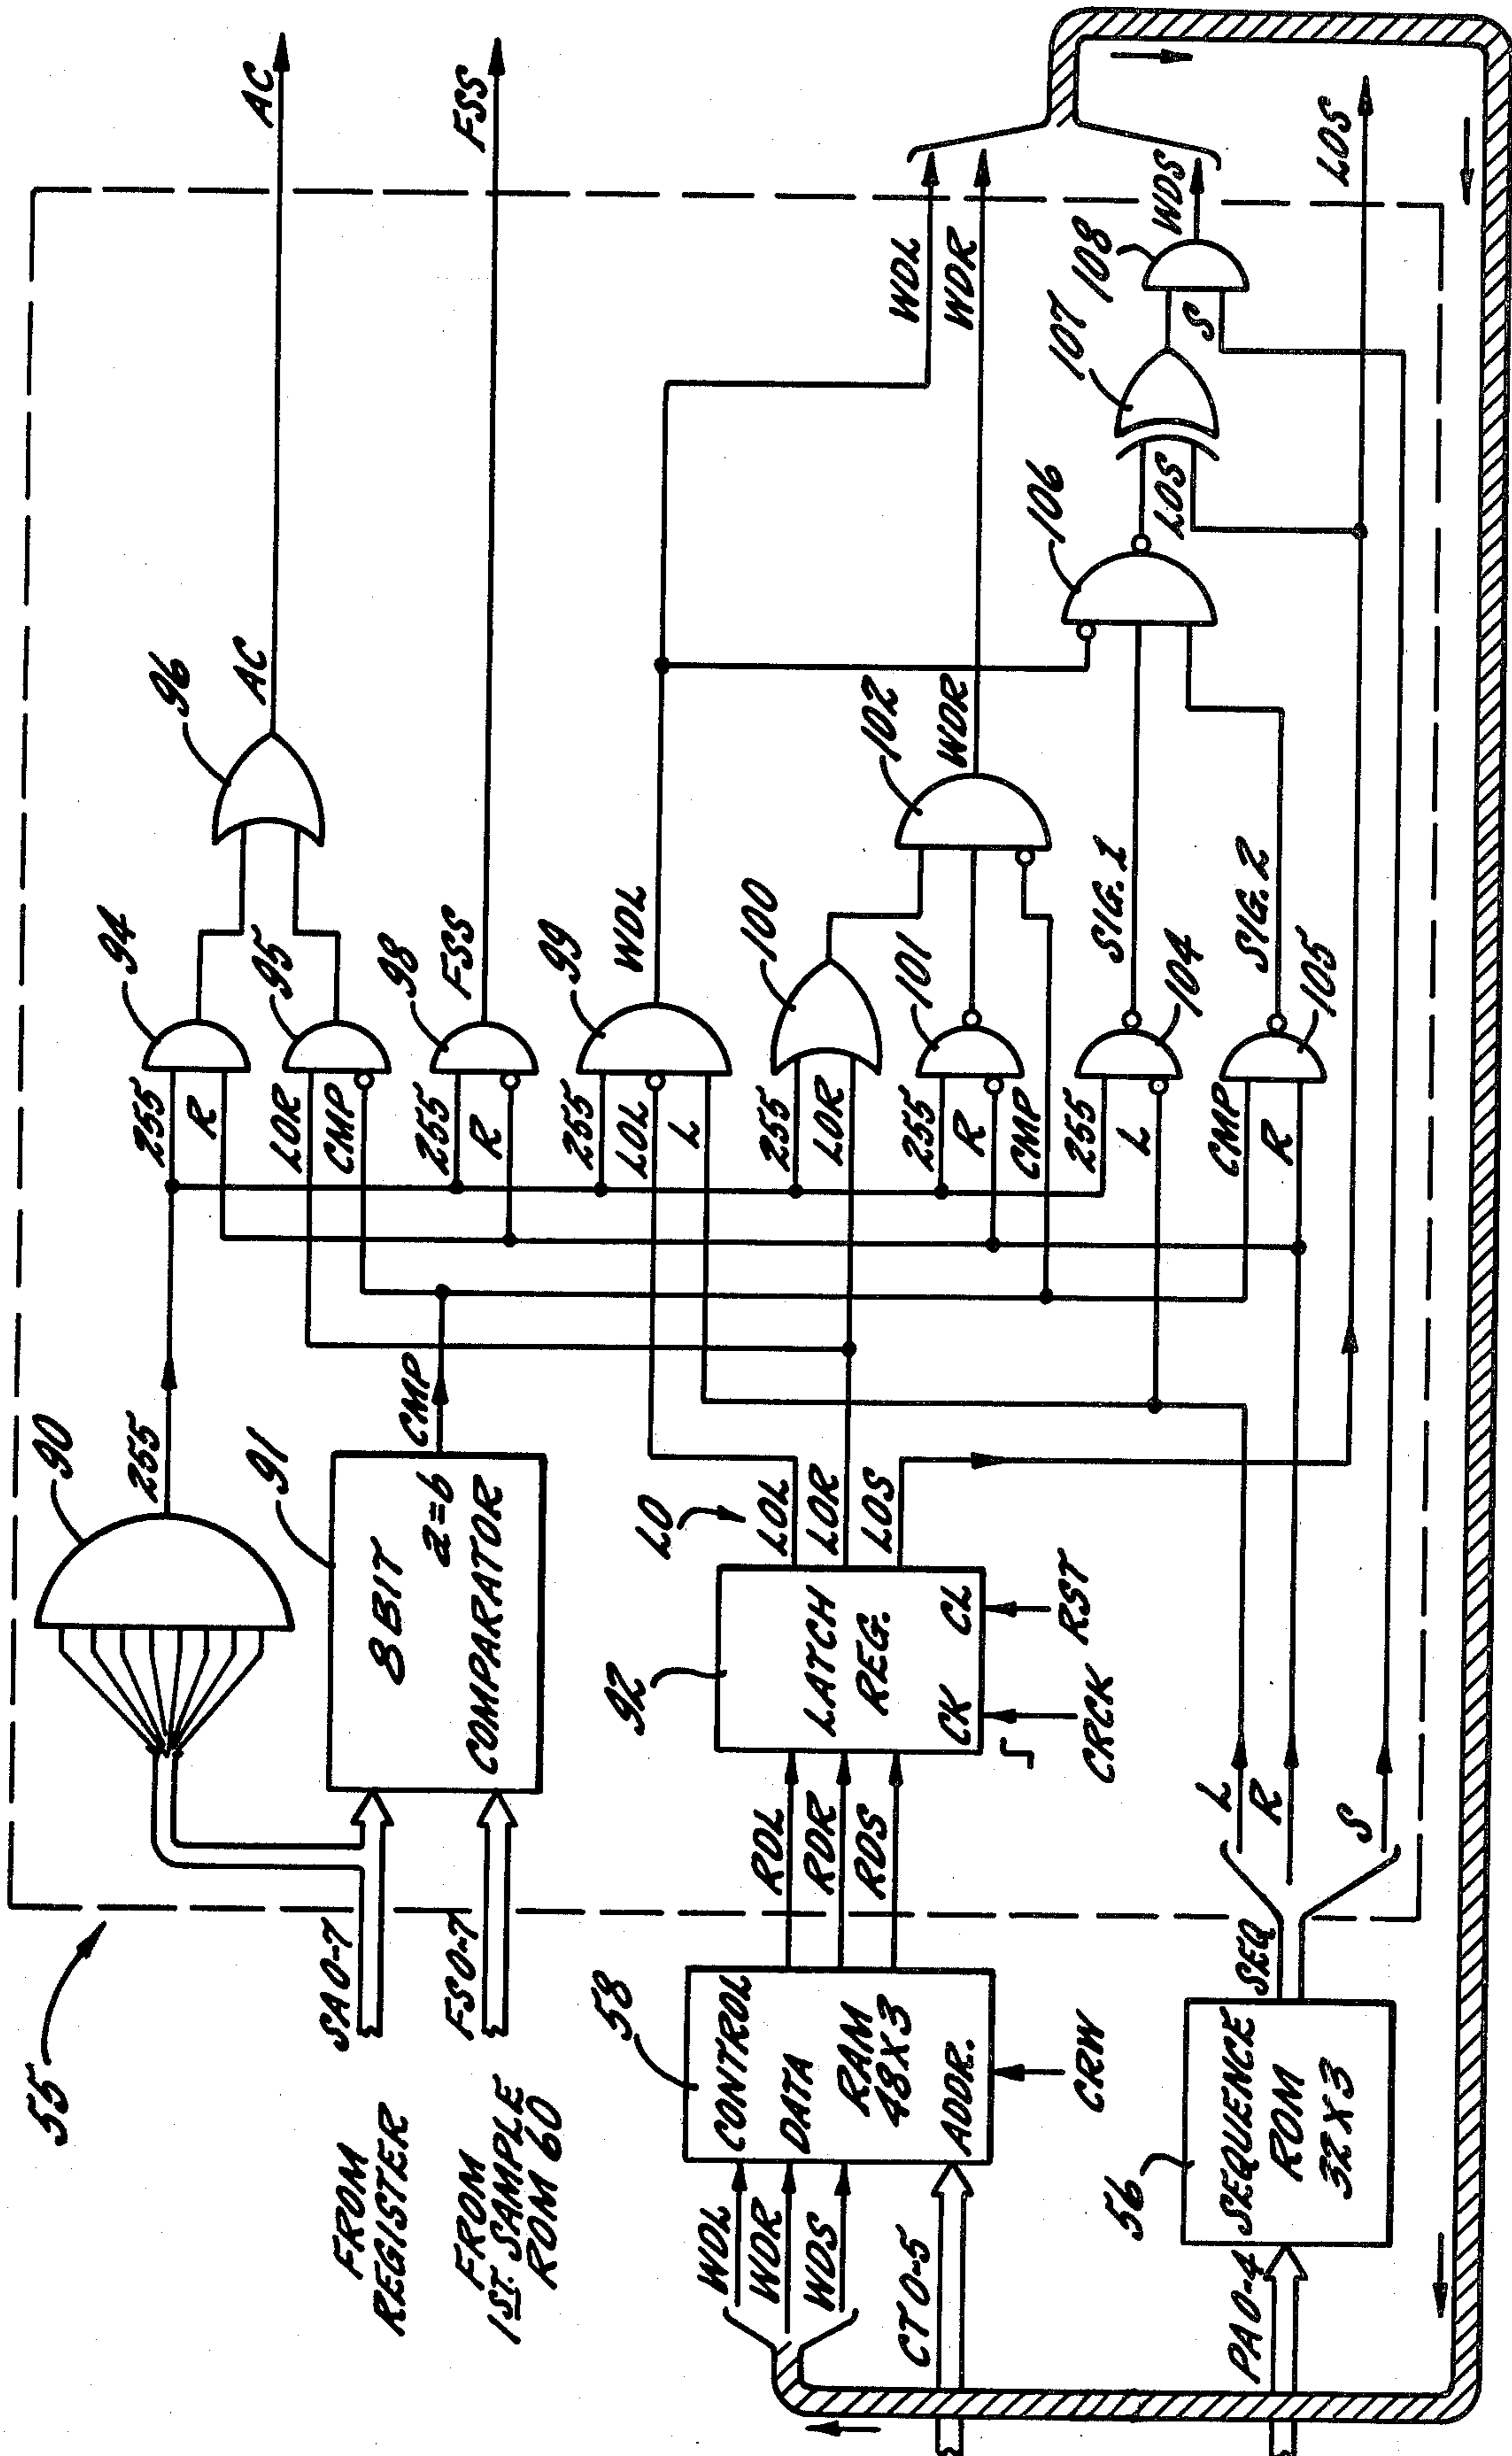 55
FROM
REGISTER
SA0-7
FROM
1ST. SAMPLE
ROM 60
FS0-7
90
255
91
8 BIT
a=b
COMPARATOR
CMP
94
255
R
95
LOR
CMP
96
AC
AC
98
255
R
FSS
FSS
99
255
LOL
L
WDL
WDL
100
255
LOR
101
255
R
CMP
102
WDR
WDR
104
255
L
SIG. 1
105
CMP
R
SIG. 2
106
LOS
107
108
S
WDS
LOS
58
CONTROL
DATA
RAM
48X3
ADDR.
WDL
WDR
WDS
CT0-5
CRW
RDL
RDR
RDS
92
LATCH
REG.
CK
CL
CRCK
RST
LO
LOL
LOR
LOS
56
SEQUENCE
ROM
32X3
PA0-4
SEQ
L
R
S